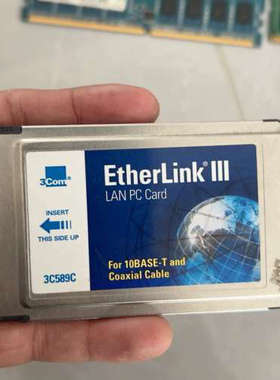 3Com®
EtherLink® III
LAN PC Card
INSERT
THIS SIDE UP
For 10BASE-T and
Coaxial Cable
3C589C